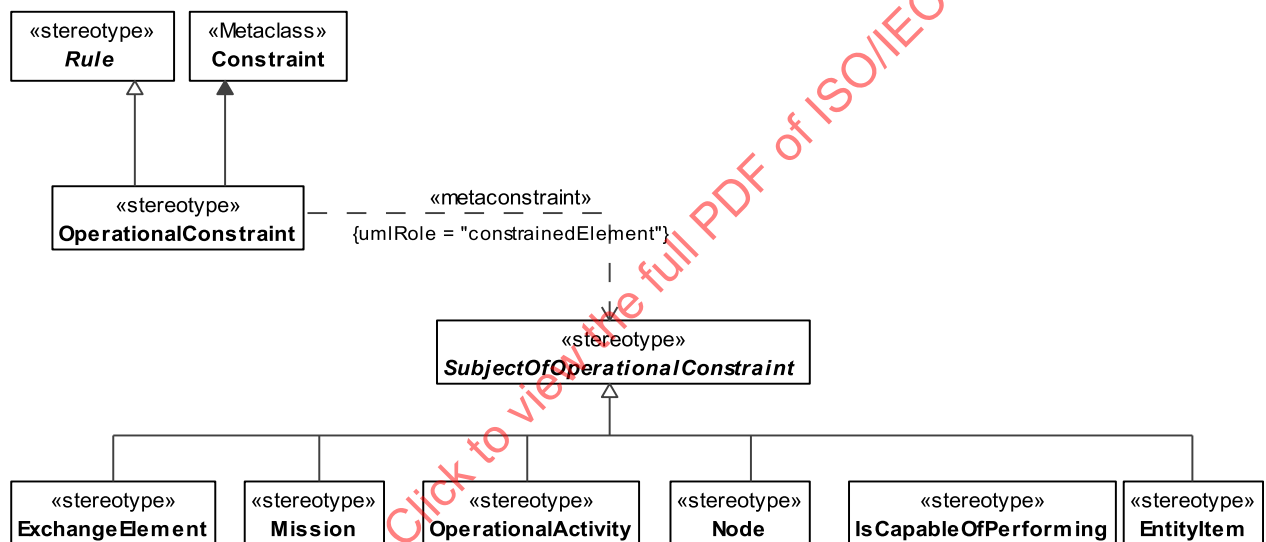 «stereotype»
Rule
«Metaclass»
Constraint
«stereotype»
OperationalConstraint
«metaconstraint»
{umlRole = "constrainedElement"}
«stereotype»
SubjectOfOperationalConstraint
«stereotype»
ExchangeElement
«stereotype»
Mission
«stereotype»
OperationalActivity
«stereotype»
Node
«stereotype»
IsCapableOfPerforming
«stereotype»
EntityItem
Click to view the full PDF of ISO/IEC